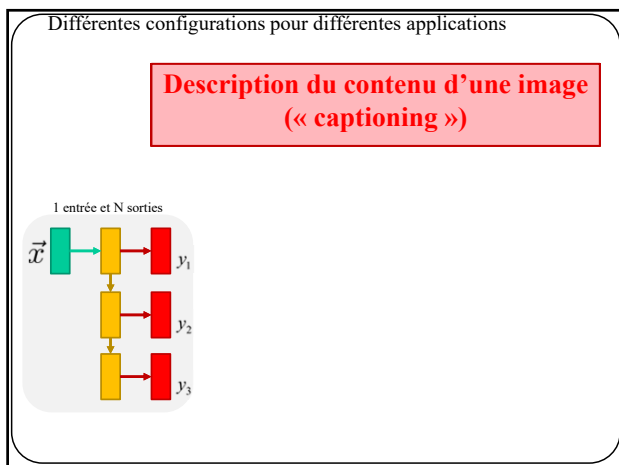 Différentes configurations pour différentes applications
Description du contenu d’une image
(« captioning »)
1 entrée et N sorties
x⃗
y₁
y₂
y₃